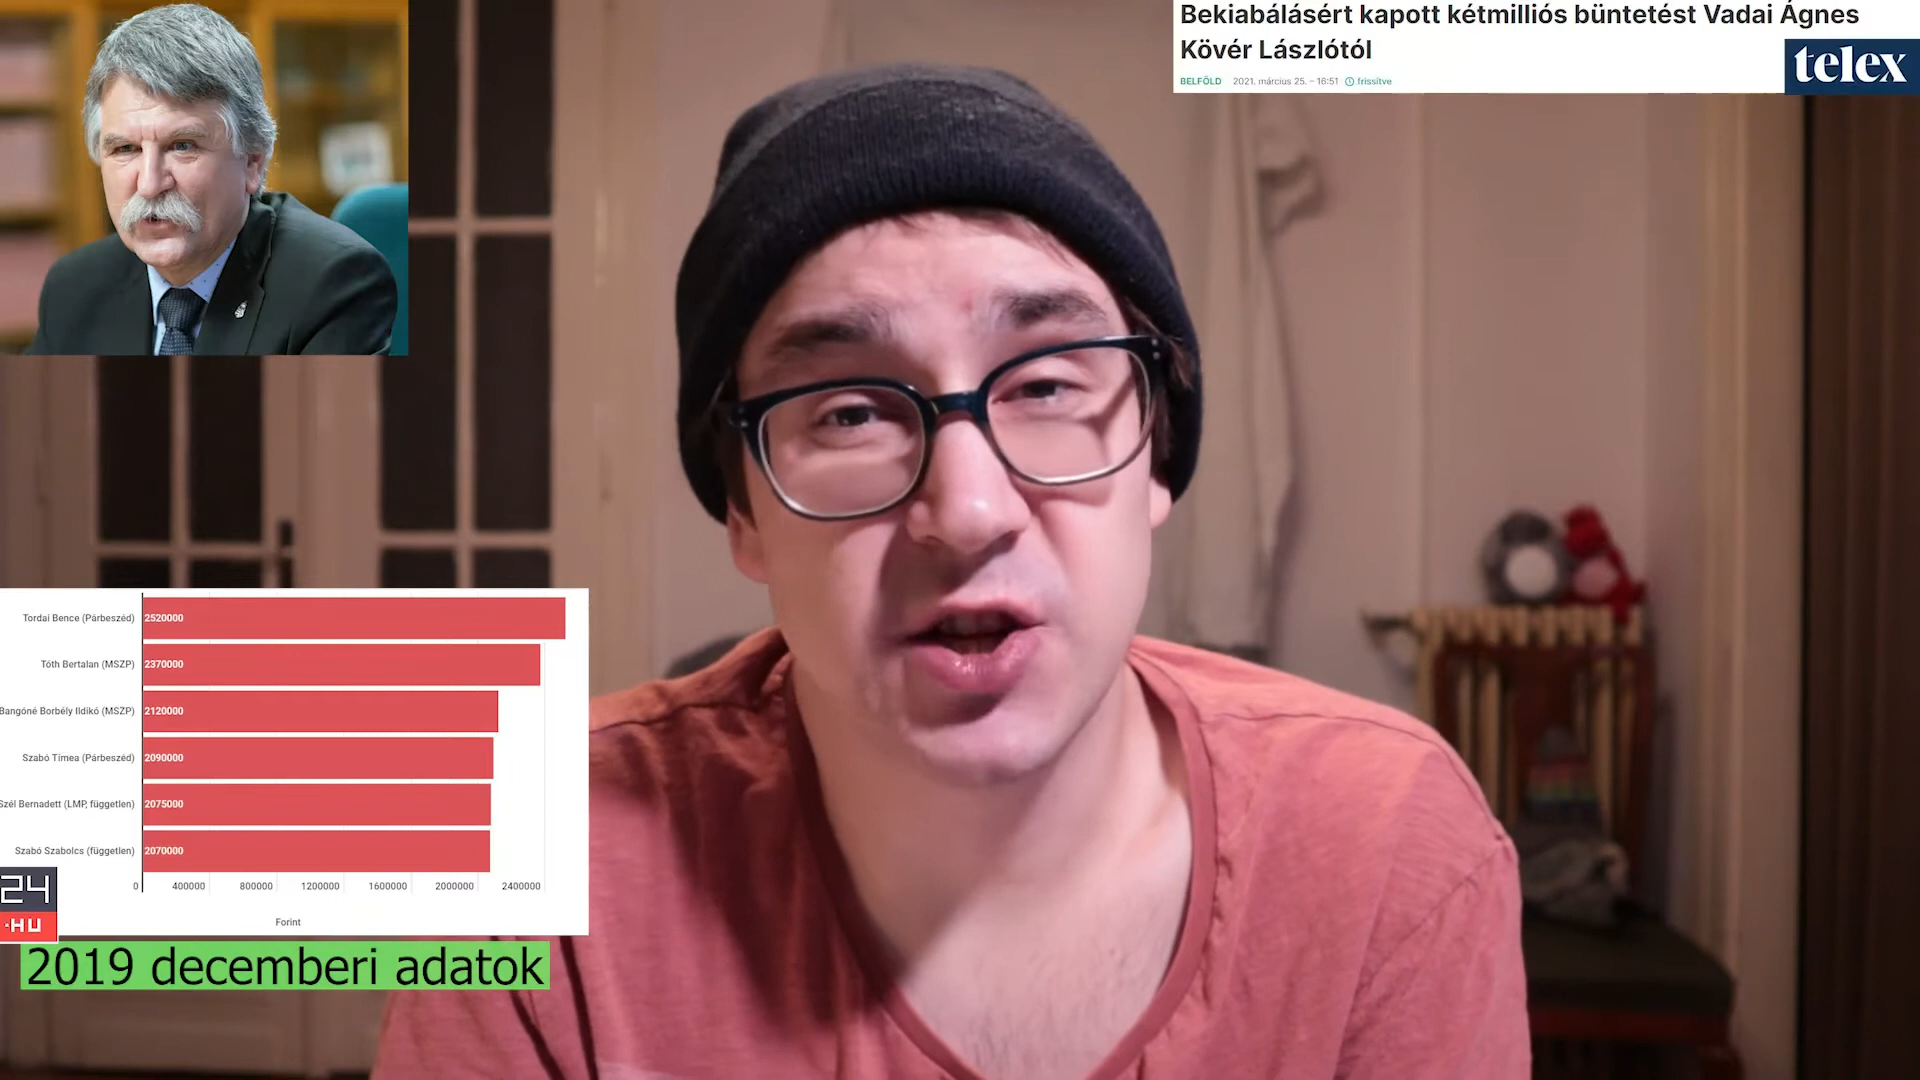 Bekiabálásért kapott kétmilliós büntetést Vadai Ágnes
Kövér Lászlótól
BELFÖLD 2021. március 25. – 16:51 frissítve
telex
Tordai Bence (Párbeszéd) 2520000
Tóth Bertalan (MSZP) 2370000
Bangóné Borbély Ildikó (MSZP) 2120000
Szabó Tímea (Párbeszéd) 2090000
Szél Bernadett (LMP, független) 2075000
Szabó Szabolcs (független) 2070000
0 400000 800000 1200000 1600000 2000000 2400000
Forint
24
.HU
2019 decemberi adatok